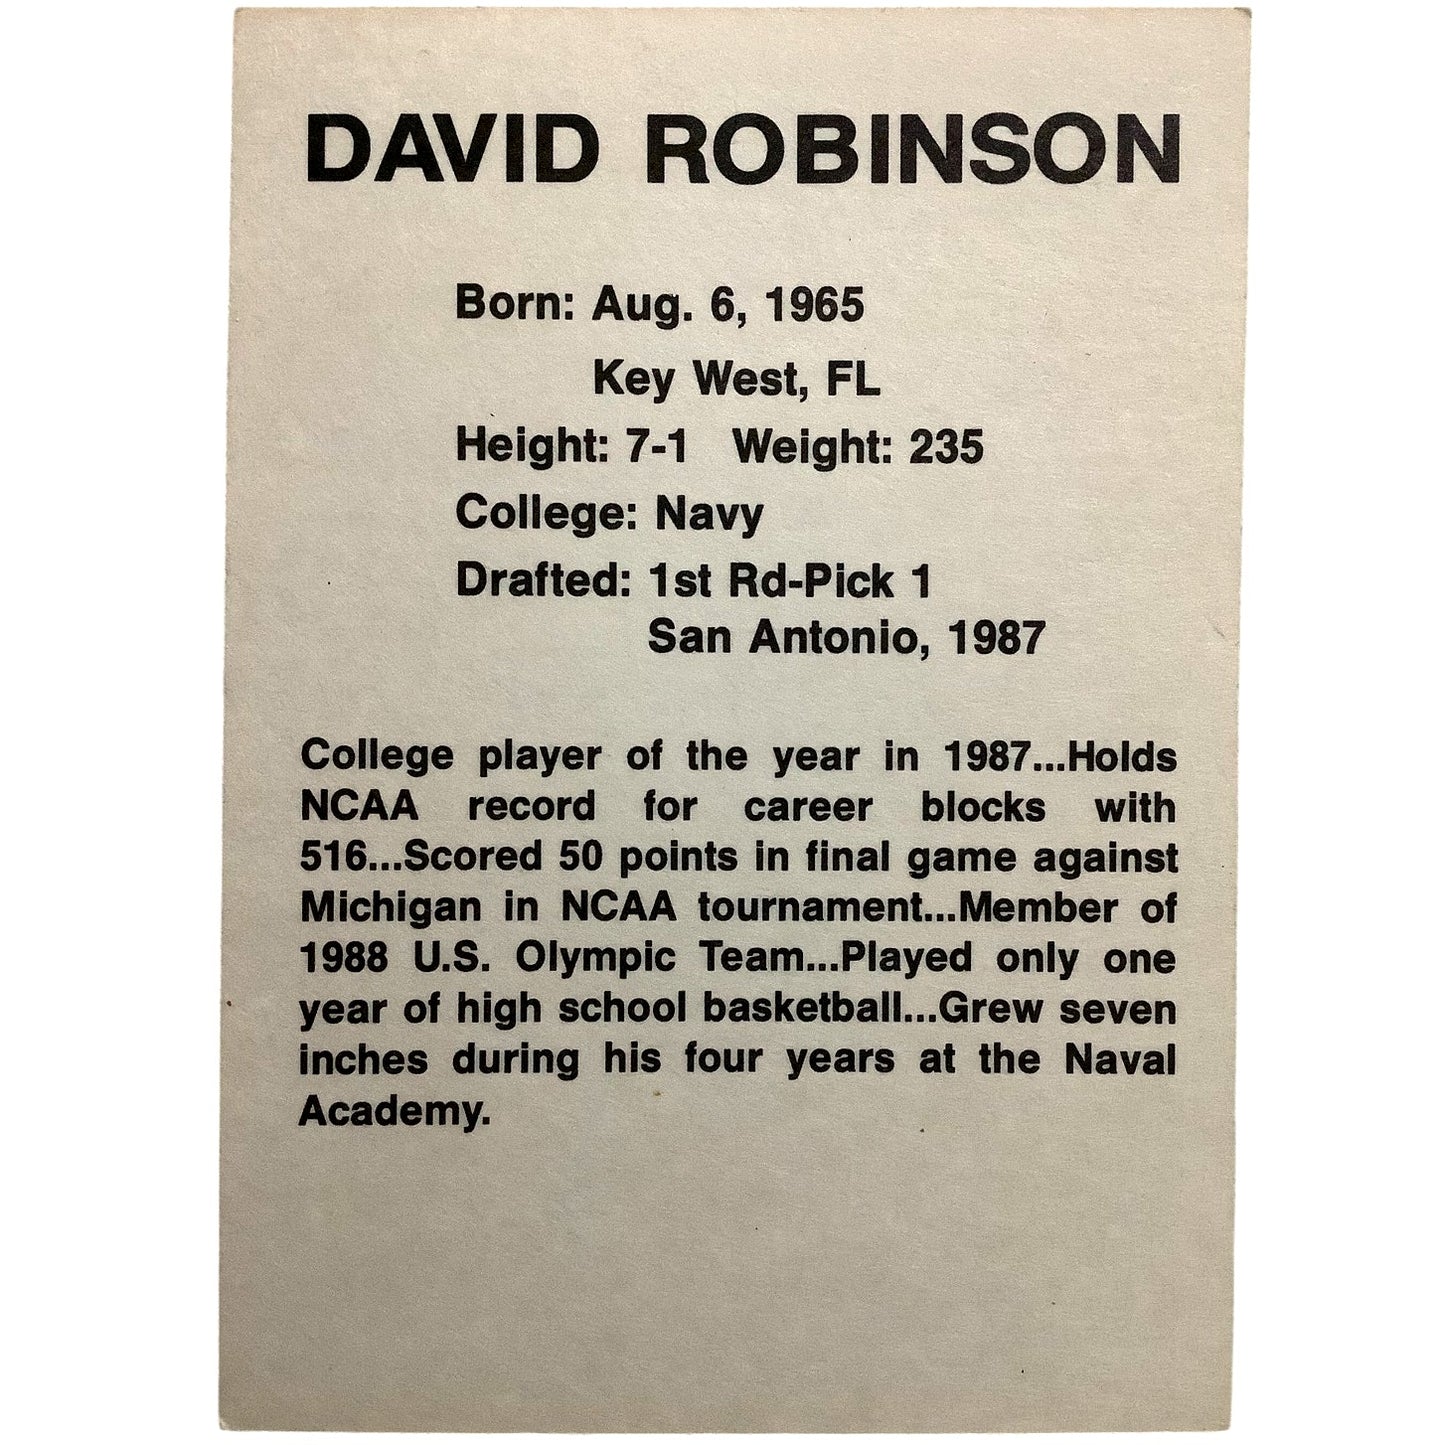 DAVID ROBINSON
Born: Aug. 6, 1965
Key West, FL
Height: 7-1 Weight: 235
College: Navy
Drafted: 1st Rd-Pick 1
San Antonio, 1987
College player of the year in 1987...Holds
NCAA record for career blocks with
516...Scored 50 points in final game against
Michigan in NCAA tournament...Member of
1988 U.S. Olympic Team...Played only one
year of high school basketball...Grew seven
inches during his four years at the Naval
Academy.